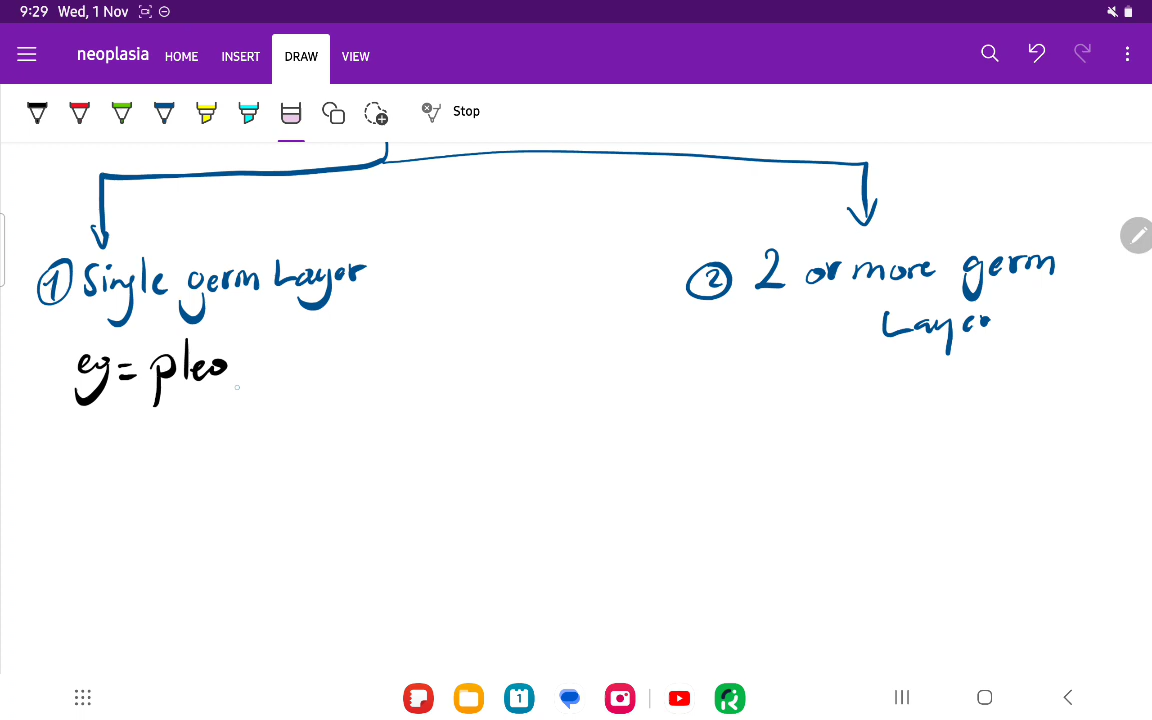 9:29 Wed, 1 Nov
neoplasia HOME INSERT DRAW VIEW
Stop
① Single germ Layer
② 2 or more germ
Layer
eg = pleo
1